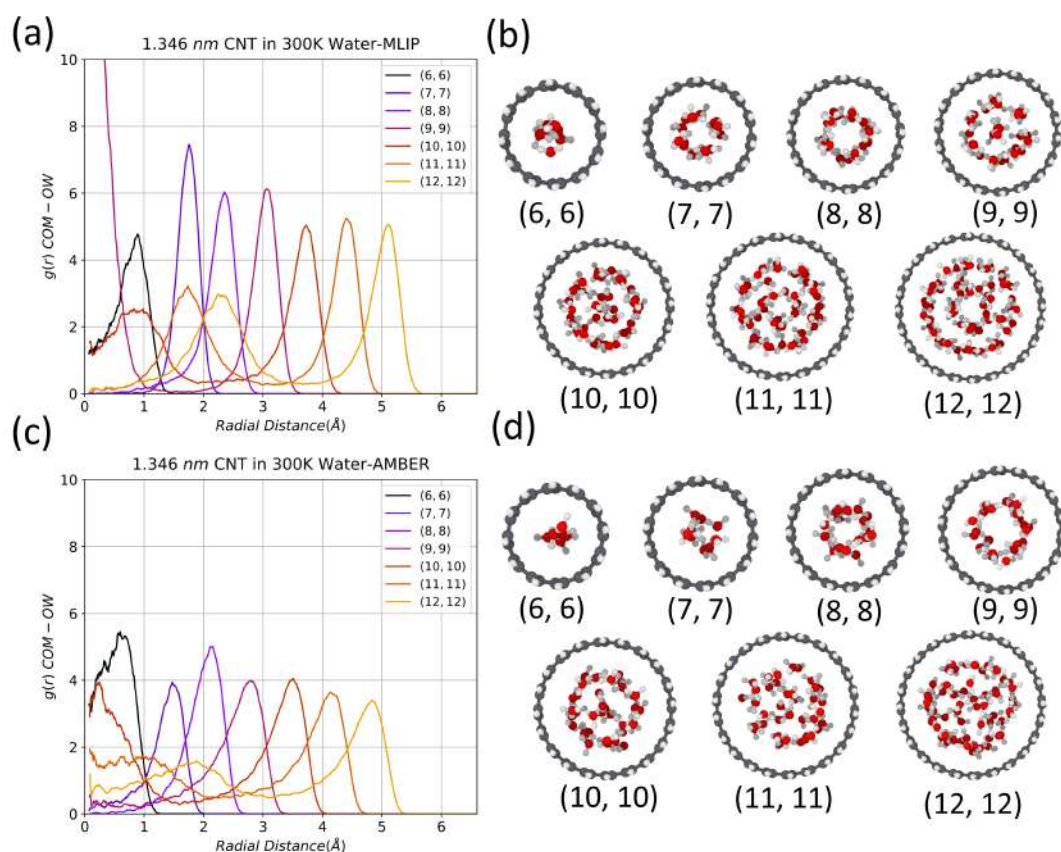 (a)
1.346 nm CNT in 300K Water-MLIP
10
8
6
4
2
0
g(r) COM − OW
(6, 6)
(7, 7)
(8, 8)
(9, 9)
(10, 10)
(11, 11)
(12, 12)
0 1 2 3 4 5 6
Radial Distance(Å)
(b)
(6, 6) (7, 7) (8, 8) (9, 9)
(10, 10) (11, 11) (12, 12)
(c)
1.346 nm CNT in 300K Water-AMBER
10
8
6
4
2
0
g(r) COM − OW
(6, 6)
(7, 7)
(8, 8)
(9, 9)
(10, 10)
(11, 11)
(12, 12)
0 1 2 3 4 5 6
Radial Distance(Å)
(d)
(6, 6) (7, 7) (8, 8) (9, 9)
(10, 10) (11, 11) (12, 12)